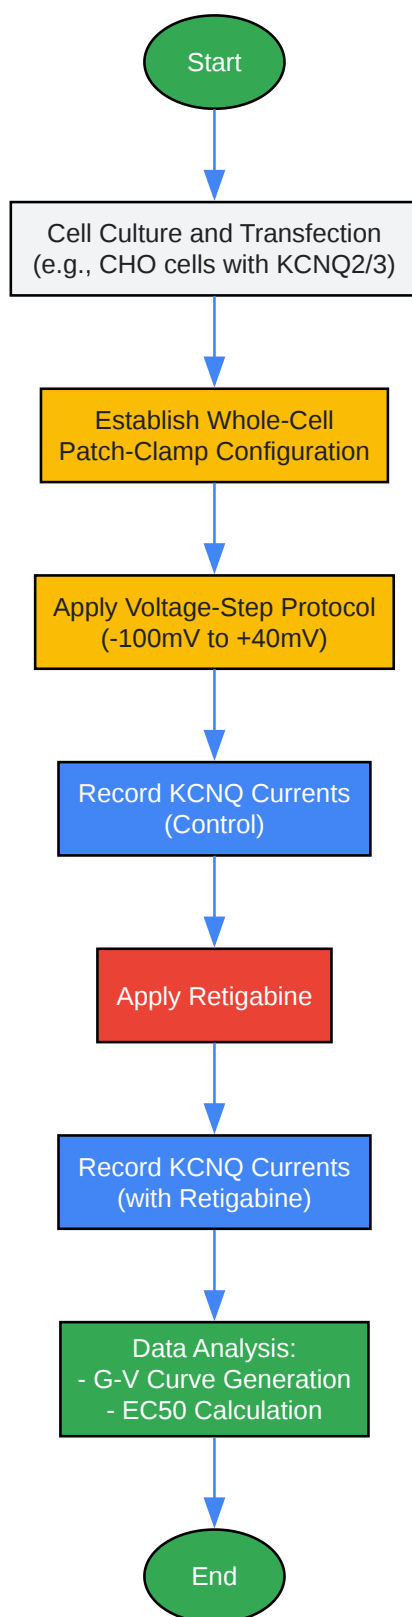 Start
Cell Culture and Transfection
(e.g., CHO cells with KCNQ2/3)
Establish Whole-Cell
Patch-Clamp Configuration
Apply Voltage-Step Protocol
(-100mV to +40mV)
Record KCNQ Currents
(Control)
Apply Retigabine
Record KCNQ Currents
(with Retigabine)
Data Analysis:
- G-V Curve Generation
- EC50 Calculation
End